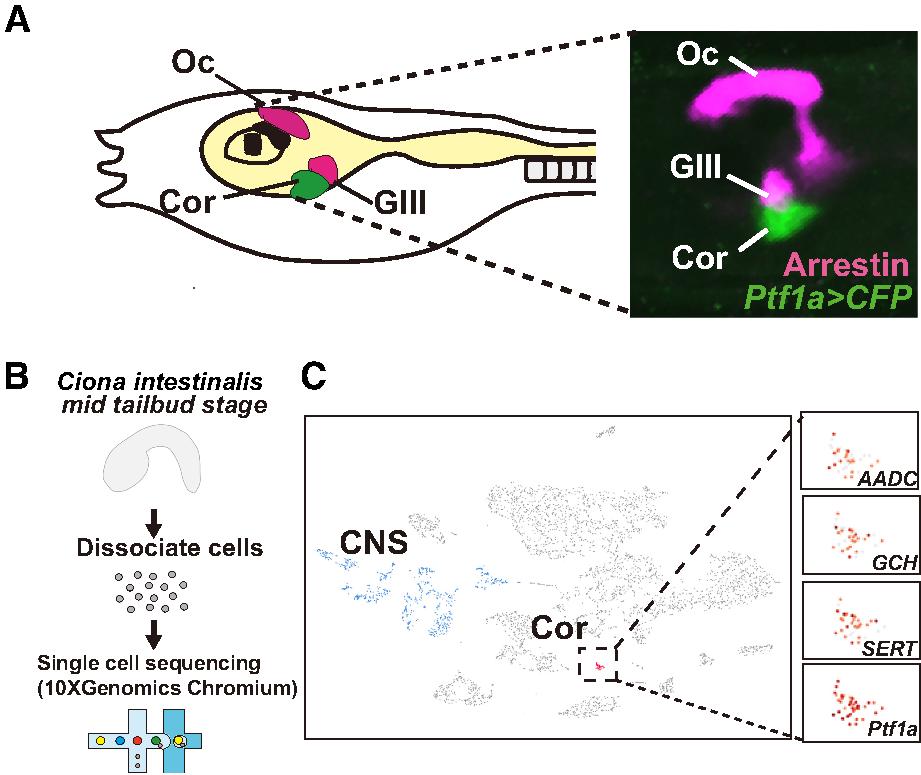 A
Oc
Cor
GIII
Oc
GIII
Cor
Arrestin
Ptf1a>CFP
B
Ciona intestinalis
mid tailbud stage
Dissociate cells
Single cell sequencing
(10XGenomics Chromium)
C
CNS
Cor
AADC
GCH
SERT
Ptf1a